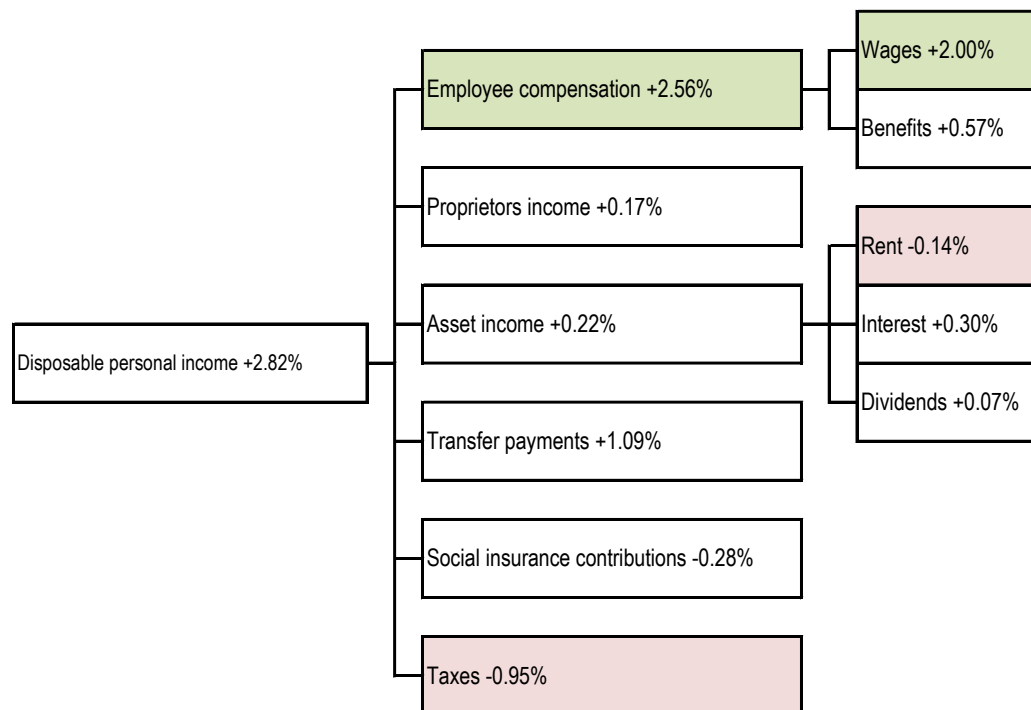 Disposable personal income +2.82%
Employee compensation +2.56%
Wages +2.00%
Benefits +0.57%
Proprietors income +0.17%
Asset income +0.22%
Rent -0.14%
Interest +0.30%
Dividends +0.07%
Transfer payments +1.09%
Social insurance contributions -0.28%
Taxes -0.95%